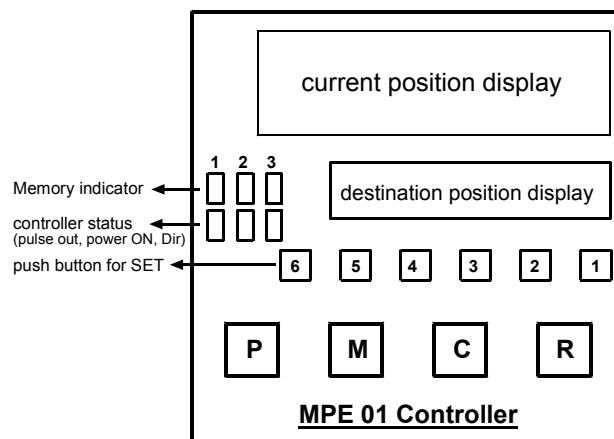 current position display
1 2 3
Memory indicator
destination position display
controller status
(pulse out, power ON, Dir)
push button for SET
6 5 4 3 2 1
P M C R
MPE 01 Controller